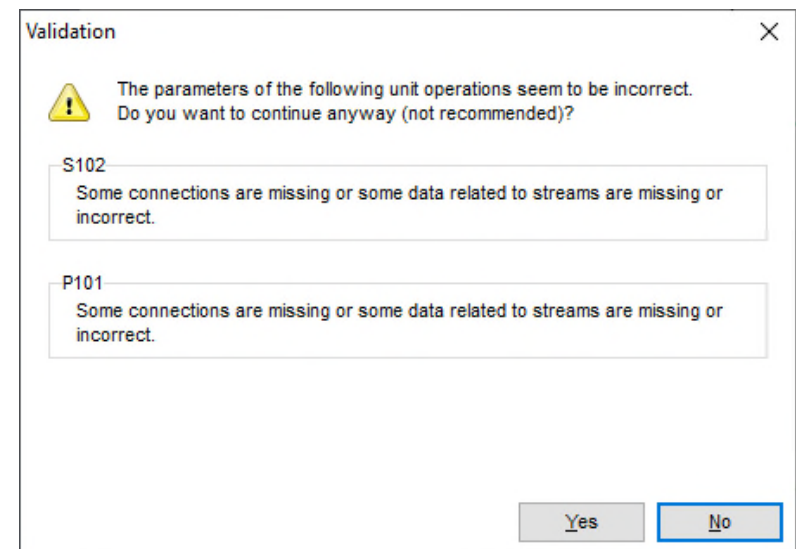 Validation
The parameters of the following unit operations seem to be incorrect.
Do you want to continue anyway (not recommended)?
S102
Some connections are missing or some data related to streams are missing or
incorrect.
P101
Some connections are missing or some data related to streams are missing or
incorrect.
Yes
No